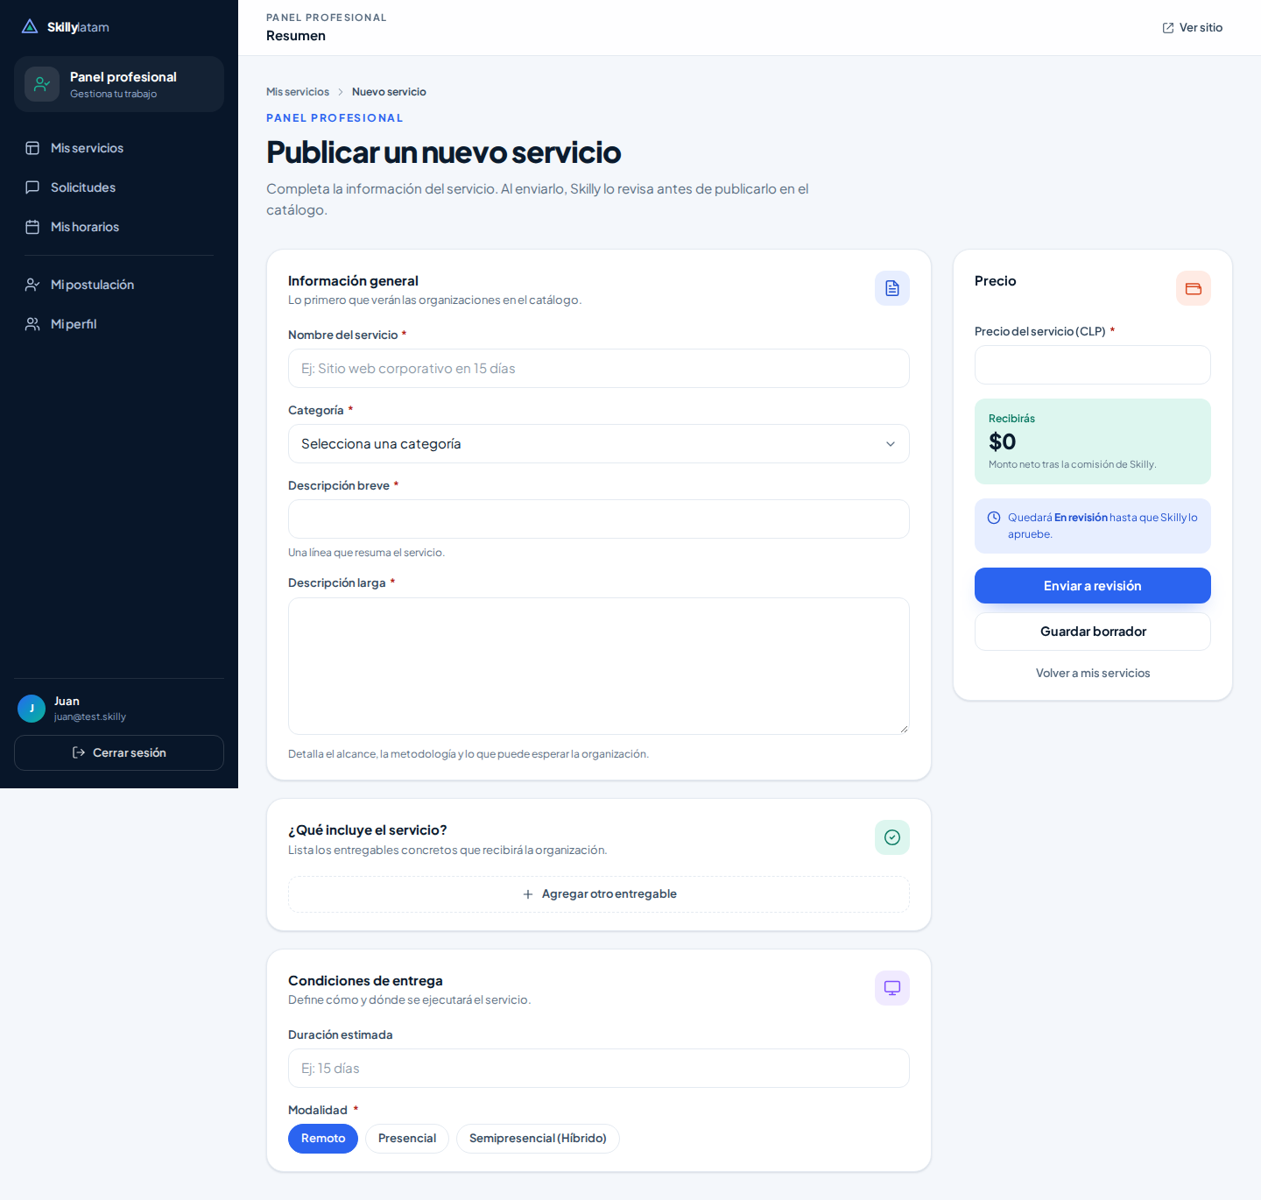 Skillylatam
Panel profesional
Gestiona tu trabajo
Mis servicios
Solicitudes
Mis horarios
Mi postulación
Mi perfil
J
Juan
juan@test.skilly
Cerrar sesión
PANEL PROFESIONAL
Resumen
Ver sitio
Mis servicios > Nuevo servicio
PANEL PROFESIONAL
Publicar un nuevo servicio
Completa la información del servicio. Al enviarlo, Skilly lo revisa antes de publicarlo en el
catálogo.
Información general
Lo primero que verán las organizaciones en el catálogo.
Nombre del servicio *
Ej: Sitio web corporativo en 15 días
Categoría *
Selecciona una categoría
Descripción breve *
Una línea que resuma el servicio.
Descripción larga *
Detalla el alcance, la metodología y lo que puede esperar la organización.
¿Qué incluye el servicio?
Lista los entregables concretos que recibirá la organización.
Agregar otro entregable
Condiciones de entrega
Define cómo y dónde se ejecutará el servicio.
Duración estimada
Ej: 15 días
Modalidad *
Remoto
Presencial
Semipresencial (Híbrido)
Precio
Precio del servicio (CLP) *
Recibirás
$0
Monto neto tras la comisión de Skilly.
Quedará En revisión hasta que Skilly lo
apruebe.
Enviar a revisión
Guardar borrador
Volver a mis servicios